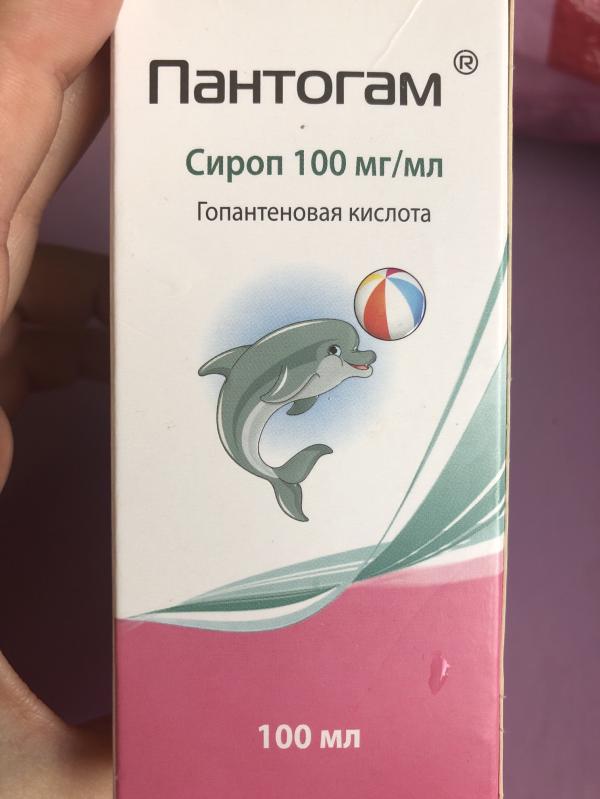 Пантогам ®
Сироп 100 мг/мл
Гопантеновая кислота
100 мл